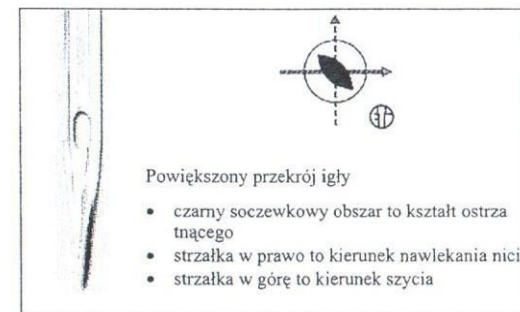 Powiększony przekrój igły
• czarny soczewkowy obszar to kształt ostrza
tnącego
• strzałka w prawo to kierunek nawlekania nici
• strzałka w górę to kierunek szycia